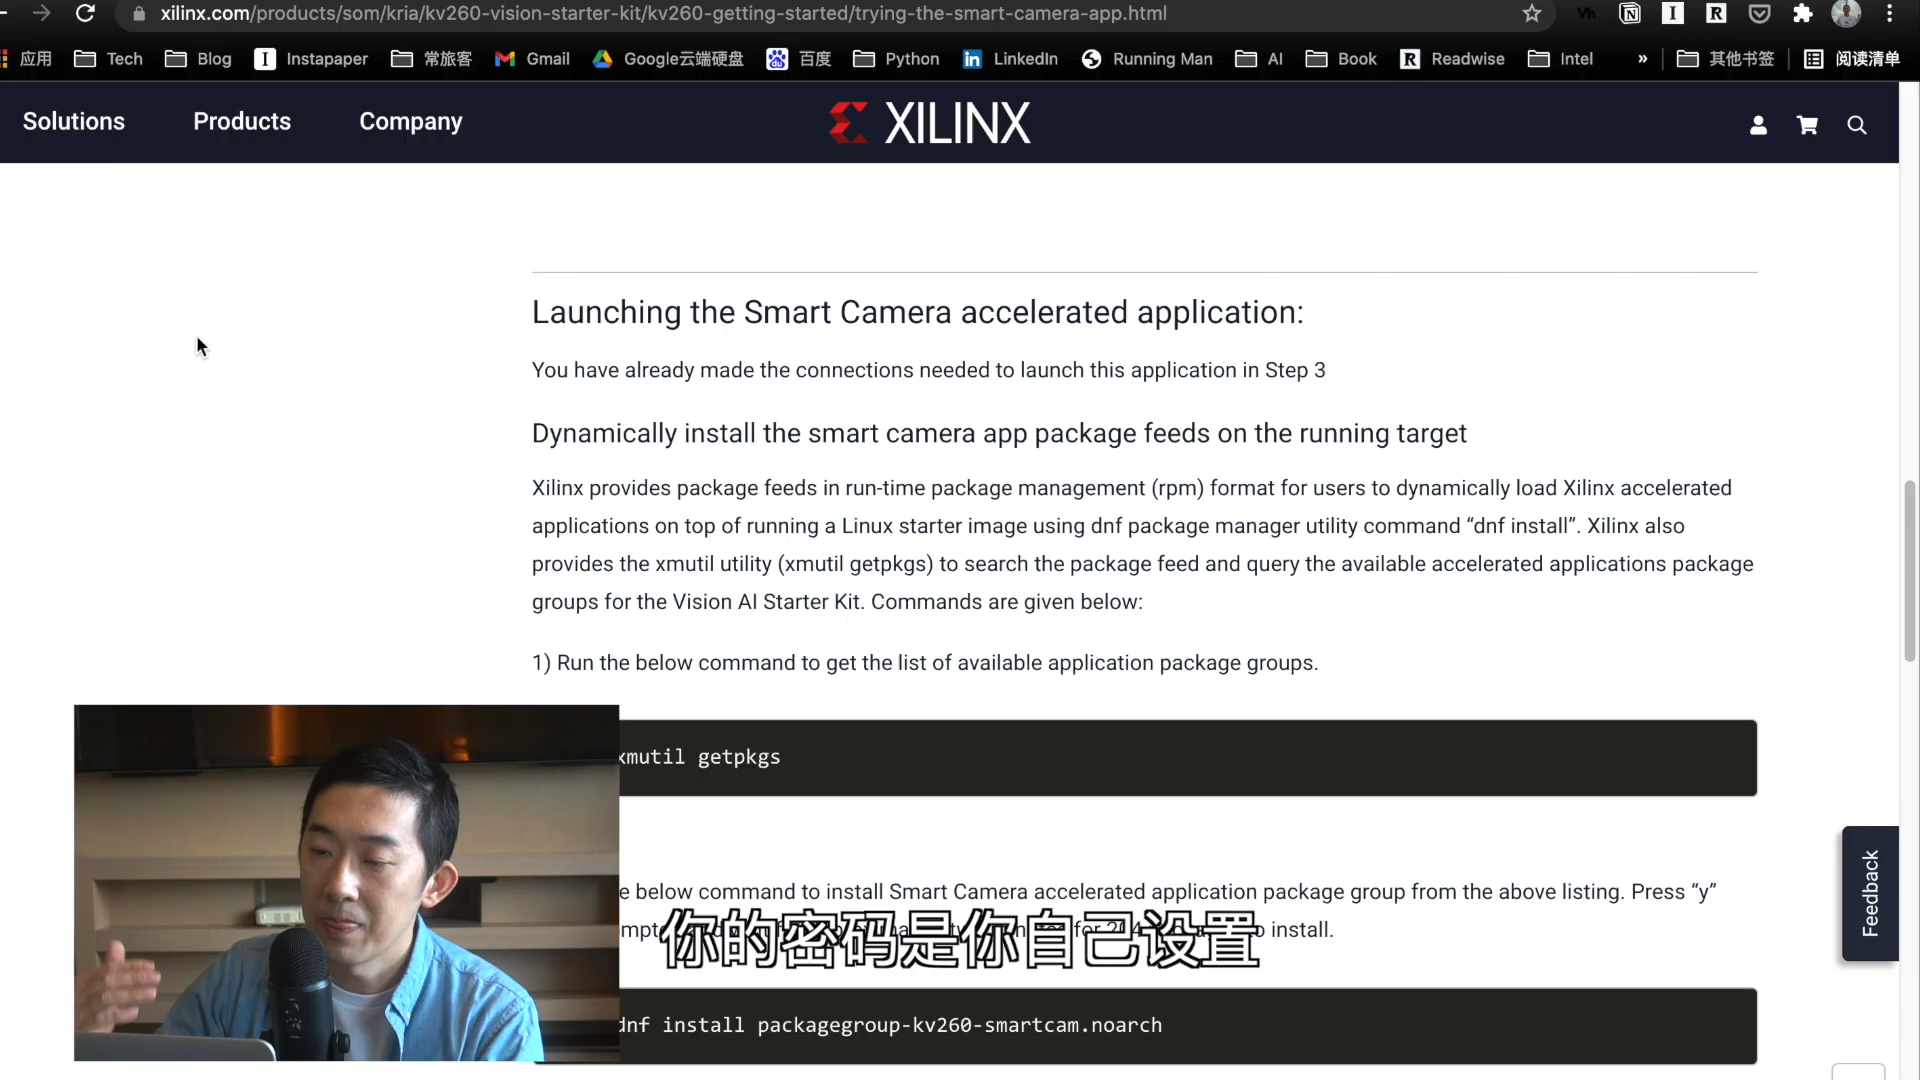 xilinx.com/products/som/kria/kv260-vision-starter-kit/kv260-getting-started/trying-the-smart-camera-app.html
应用 Tech Blog Instapaper 常旅客 Gmail Google云端硬盘 百度 Python LinkedIn Running Man AI Book Readwise Intel » 其他书签 阅读清单
Solutions Products Company XILINX
Launching the Smart Camera accelerated application:
You have already made the connections needed to launch this application in Step 3
Dynamically install the smart camera app package feeds on the running target
Xilinx provides package feeds in run-time package management (rpm) format for users to dynamically load Xilinx accelerated
applications on top of running a Linux starter image using dnf package manager utility command “dnf install”. Xilinx also
provides the xmutil utility (xmutil getpkgs) to search the package feed and query the available accelerated applications package
groups for the Vision AI Starter Kit. Commands are given below:
1) Run the below command to get the list of available application package groups.
xmutil getpkgs
below command to install Smart Camera accelerated application package group from the above listing. Press “y”
install.
你的密码是你自己设置
dnf install packagegroup-kv260-smartcam.noarch
Feedback